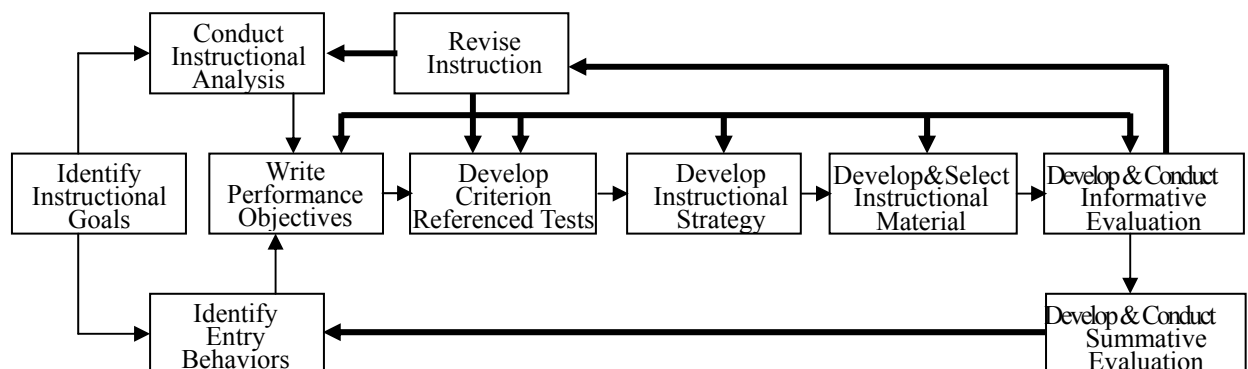 Conduct
Instructional
Analysis
Revise
Instruction
Identify
Instructional
Goals
Write
Performance
Objectives
Develop
Criterion
Referenced Tests
Develop
Instructional
Strategy
Develop&Select
Instructional
Material
Develop & Conduct
Informative
Evaluation
Identify
Entry
Behaviors
Develop & Conduct
Summative
Evaluation